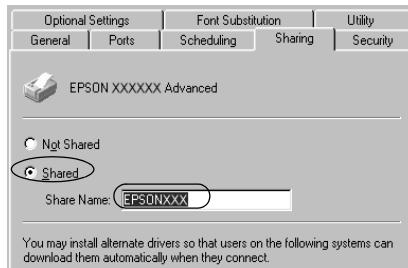 Optional Settings Font Substitution Utility
General Ports Scheduling Sharing Security
EPSON XXXXXX Advanced
Not Shared
Shared
Share Name: EPSONXXX
You may install alternate drivers so that users on the following systems can
download them automatically when they connect.